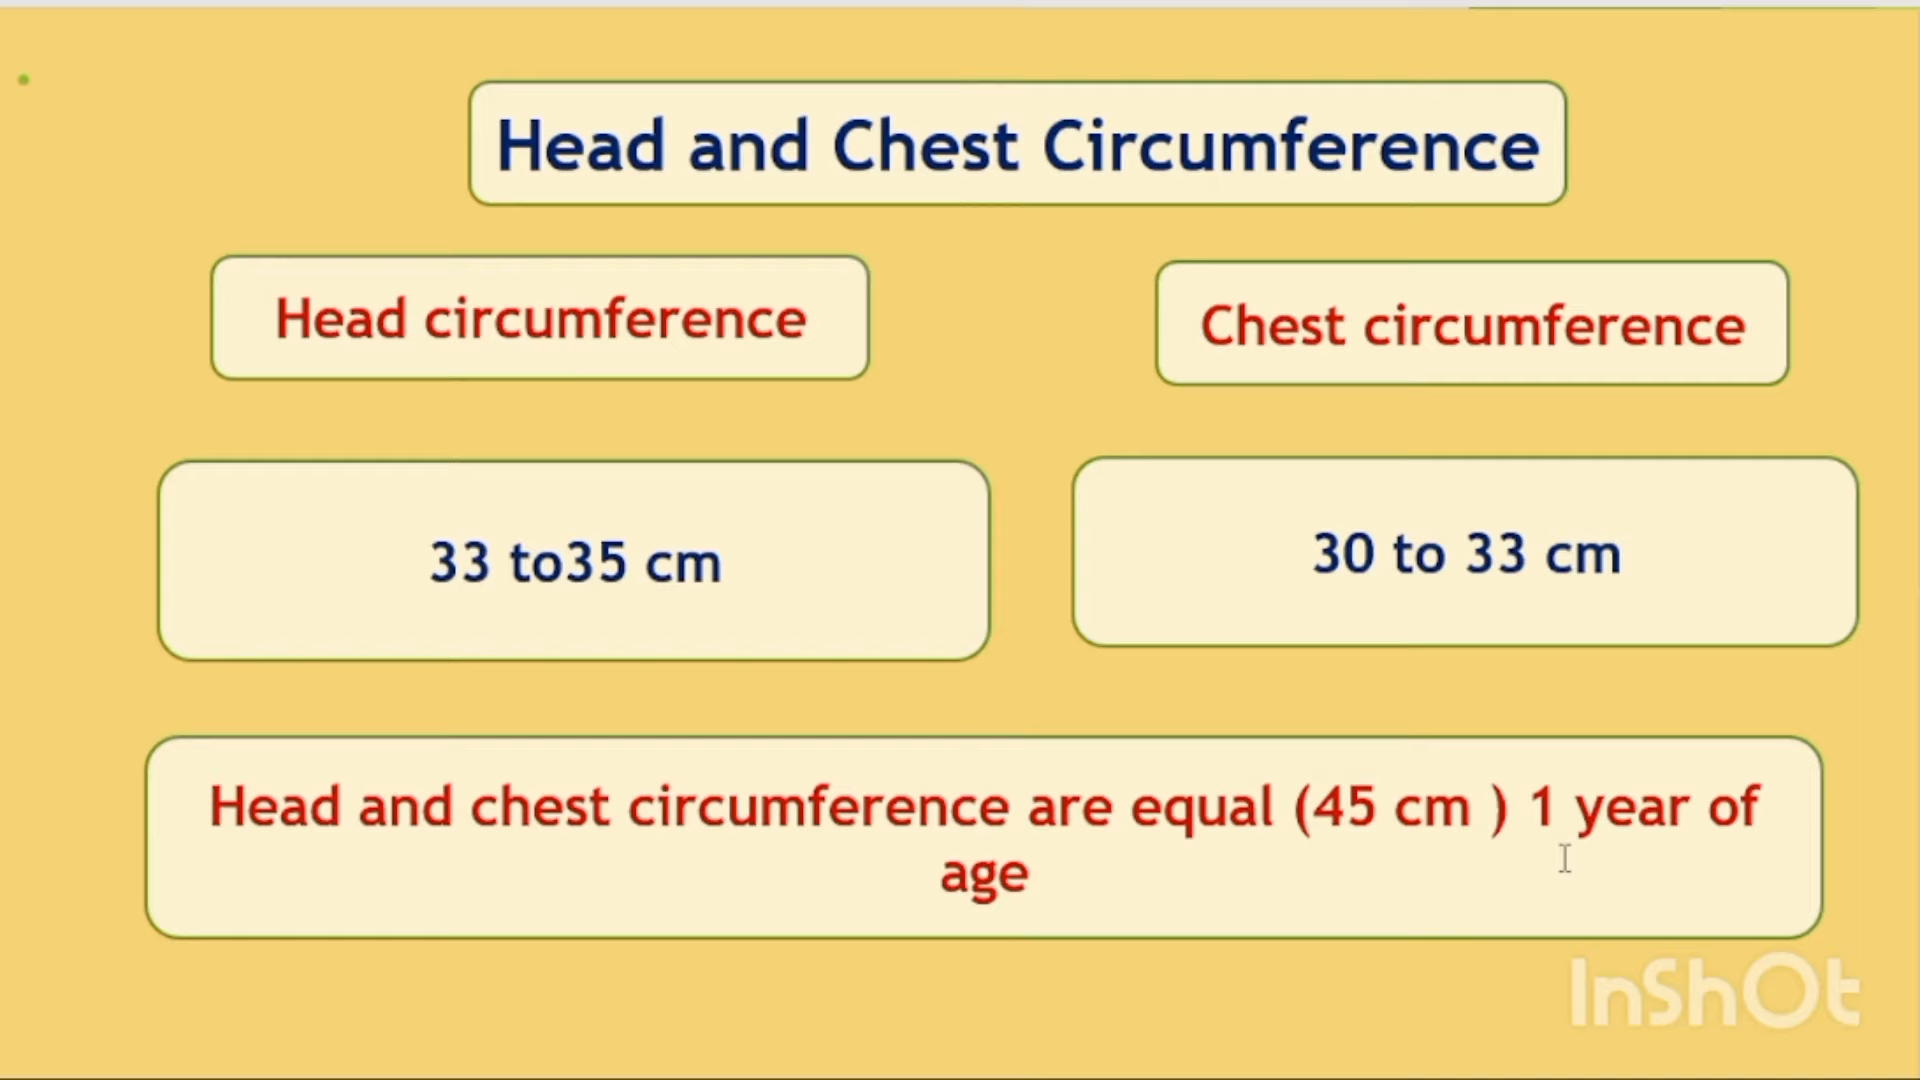 Head and Chest Circumference
Head circumference
Chest circumference
33 to35 cm
30 to 33 cm
Head and chest circumference are equal (45 cm ) 1 year of
age
InShOt